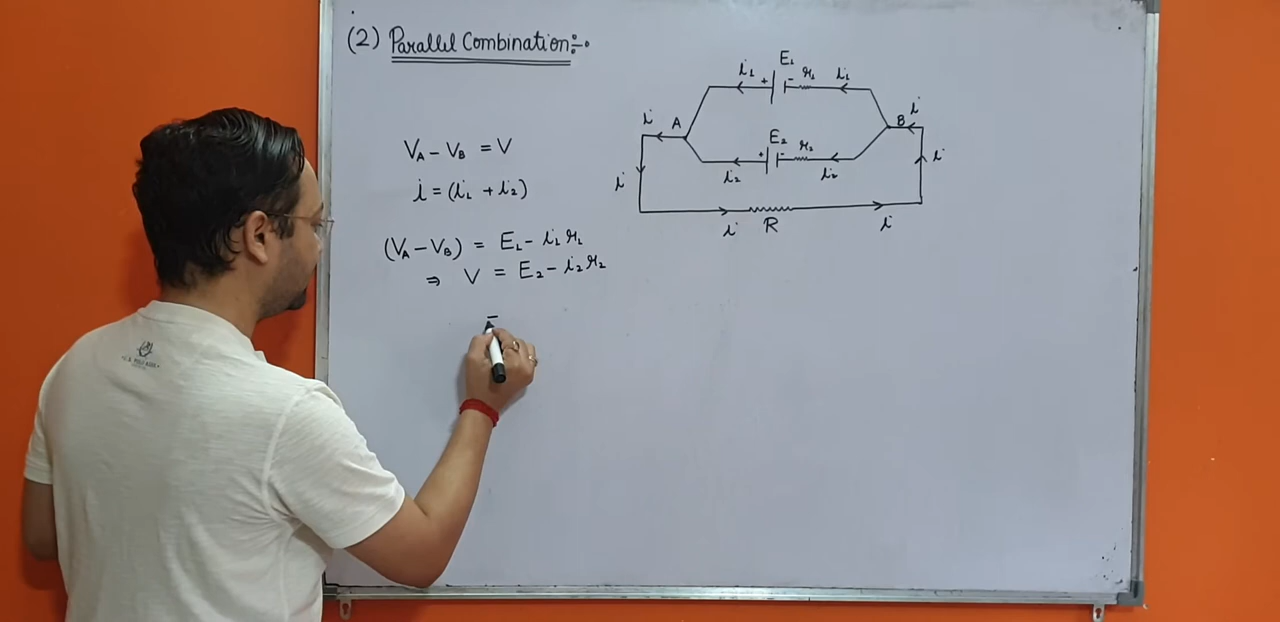 (2) Parallel Combination:-
E₁
i₁ + - r₁ i₁
i A B i
E₂
+ - r₂
i₂ i₂
i i
i R i
V_A - V_B = V
i = (i₁ + i₂)
(V_A - V_B) = E₁ - i₁ r₁
⇒ V = E₂ - i₂ r₂